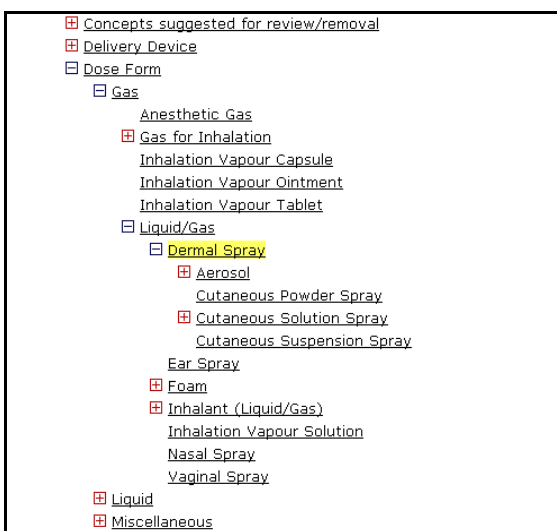 Concepts suggested for review/removal
Delivery Device
Dose Form
Gas
Anesthetic Gas
Gas for Inhalation
Inhalation Vapour Capsule
Inhalation Vapour Ointment
Inhalation Vapour Tablet
Liquid/Gas
Dermal Spray
Aerosol
Cutaneous Powder Spray
Cutaneous Solution Spray
Cutaneous Suspension Spray
Ear Spray
Foam
Inhalant (Liquid/Gas)
Inhalation Vapour Solution
Nasal Spray
Vaginal Spray
Liquid
Miscellaneous